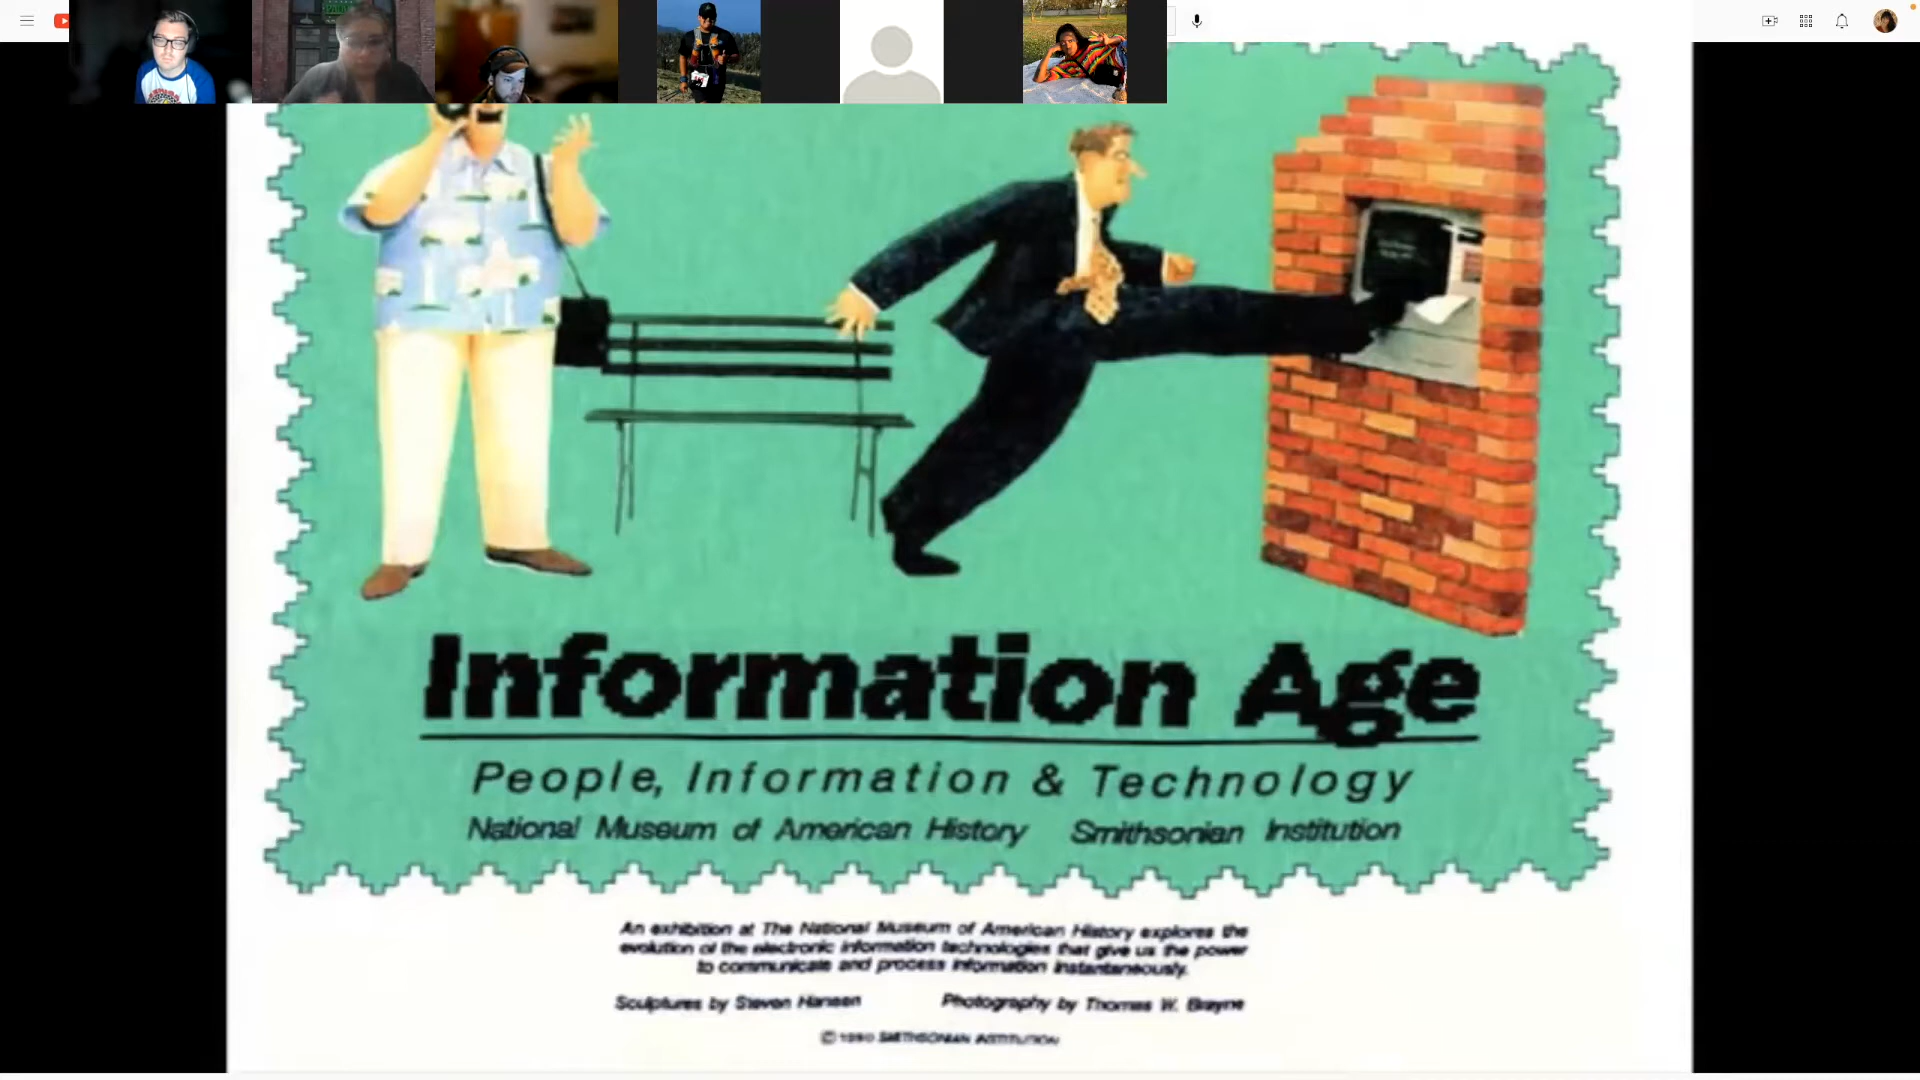 Information Age
People, Information & Technology
National Museum of American History Smithsonian Institution
An exhibition at The National Museum of American History explores the
evolution of the electronic information technologies that give us the power
to communicate and process information instantaneously.
Sculptures by Steven Hansen Photography by Thomas W. Brayne
© 1990 SMITHSONIAN INSTITUTION